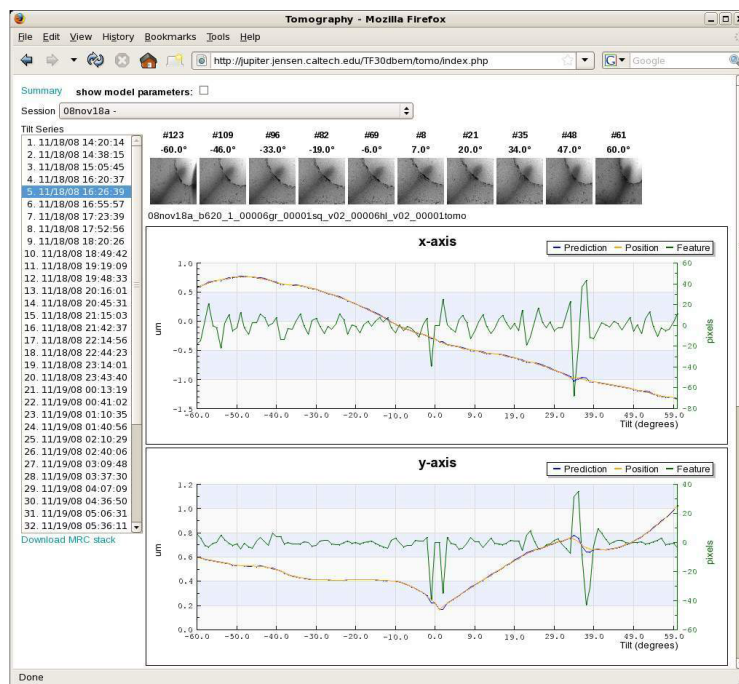 Tomography - Mozilla Firefox
File Edit View History Bookmarks Tools Help
http://jupiter.jensen.caltech.edu/TF30dbem/tomo/index.php
G Google
Summary show model parameters:
Session 08nov18a -
Tilt Series
1. 11/18/08 14:20:14
2. 11/18/08 14:38:15
3. 11/18/08 15:05:45
4. 11/18/08 16:20:37
5. 11/18/08 16:26:39
6. 11/18/08 16:55:57
7. 11/18/08 17:23:39
8. 11/18/08 17:52:56
9. 11/18/08 18:20:26
10. 11/18/08 18:49:42
11. 11/18/08 19:19:09
12. 11/18/08 19:48:33
13. 11/18/08 20:16:01
14. 11/18/08 20:45:31
15. 11/18/08 21:15:03
16. 11/18/08 21:42:37
17. 11/18/08 22:14:56
18. 11/18/08 22:44:23
19. 11/18/08 23:14:01
20. 11/18/08 23:43:40
21. 11/19/08 00:13:19
22. 11/19/08 00:41:02
23. 11/19/08 01:10:35
24. 11/19/08 01:40:56
25. 11/19/08 02:10:29
26. 11/19/08 02:40:06
27. 11/19/08 03:09:48
28. 11/19/08 03:37:30
29. 11/19/08 04:07:09
30. 11/19/08 04:36:50
31. 11/19/08 05:06:31
32. 11/19/08 05:36:11
Download MRC stack
#123 #109 #96 #82 #69 #8 #21 #35 #48 #61
-60.0° -46.0° -33.0° -19.0° -6.0° 7.0° 20.0° 34.0° 47.0° 60.0°
08nov18a_b620_1_00006gr_00001sq_v02_00006hl_v02_00001tomo
x-axis
Prediction Position Feature
1.0 0.5 0.0 -0.5 -1.0 -1.5
um
60 40 20 0 -20 -40 -60 -80
pixels
-60.0 -50.0 -40.0 -30.0 -20.0 -10.0 0.0 9.0 19.0 29.0 39.0 49.0 59.0
Tilt (degrees)
y-axis
Prediction Position Feature
1.2 1.0 0.8 0.6 0.4 0.2 0.0
um
40 20 0 -20 -40 -60
pixels
-60.0 -50.0 -40.0 -30.0 -20.0 -10.0 0.0 9.0 19.0 29.0 39.0 49.0 59.0
Tilt (degrees)
Done